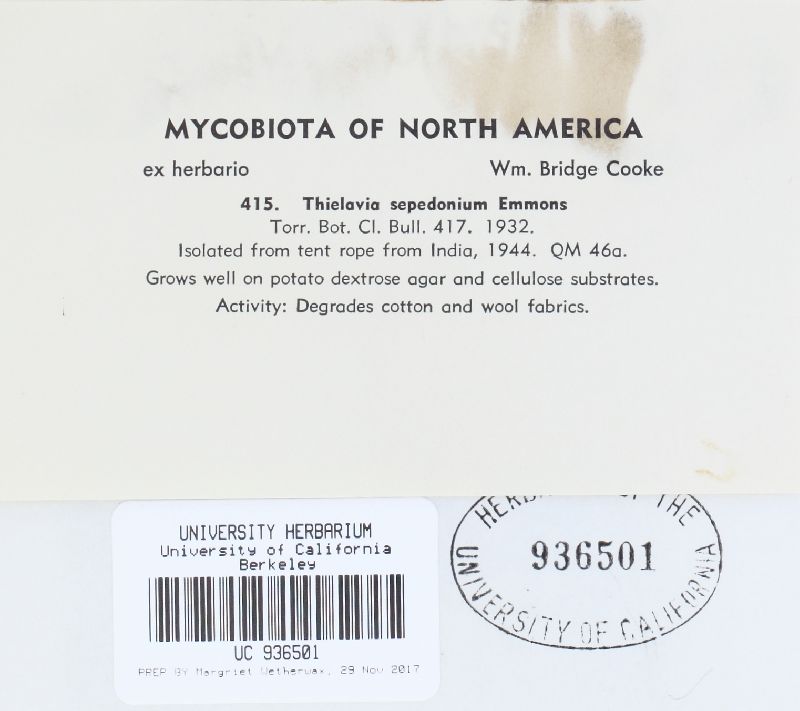 MYCOBIOTA OF NORTH AMERICA
ex herbario Wm. Bridge Cooke
415. Thielavia sepedonium Emmons
Torr. Bot. Cl. Bull. 417. 1932.
Isolated from tent rope from India, 1944. QM 46a.
Grows well on potato dextrose agar and cellulose substrates.
Activity: Degrades cotton and wool fabrics.
UNIVERSITY HERBARIUM
University of California
Berkeley
UC 936501
PREP BY Margriet Wetherwax, 29 Nov 2017
THE
936501
UNIVERSITY OF CALIFORNIA